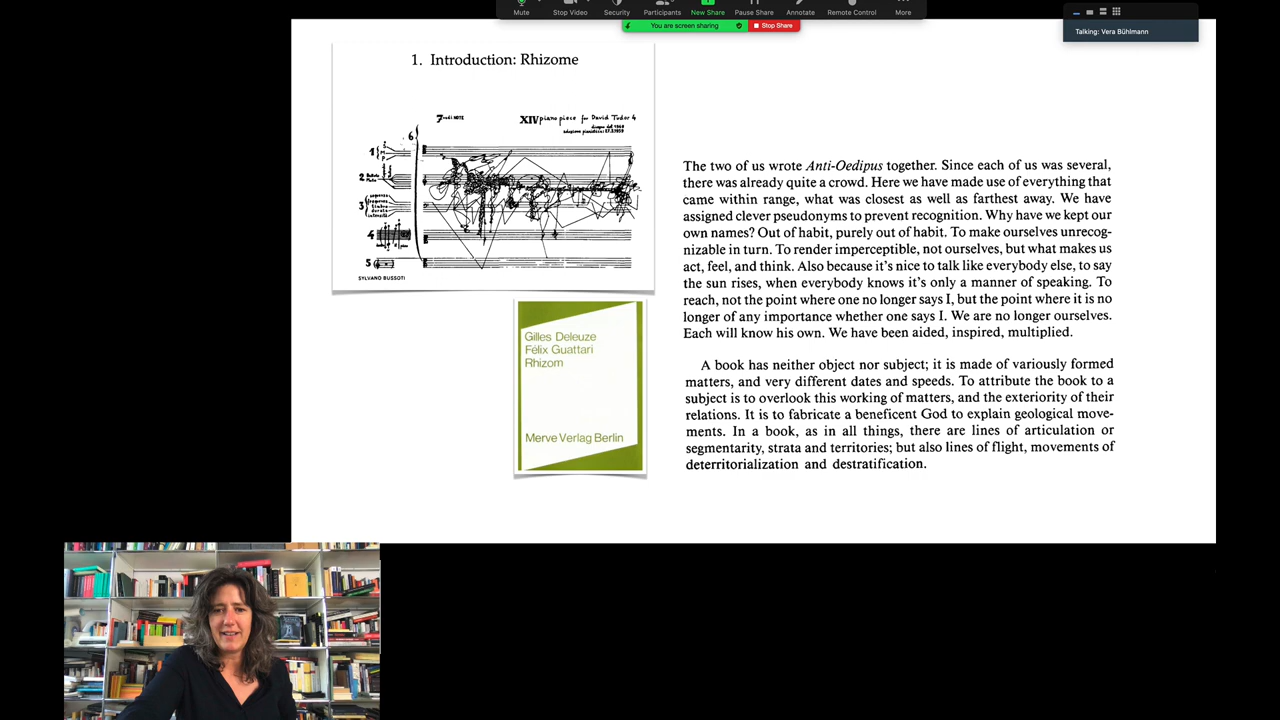 Mute Stop Video Security Participants New Share Pause Share Annotate Remote Control More
You are screen sharing Stop Share
Talking: Vera Bühlmann
1. Introduction: Rhizome
XIV piano piece for David Tudor 4
SYLVANO BUSSOTI
Gilles Deleuze
Félix Guattari
Rhizom
Merve Verlag Berlin
The two of us wrote Anti-Oedipus together. Since each of us was several,
there was already quite a crowd. Here we have made use of everything that
came within range, what was closest as well as farthest away. We have
assigned clever pseudonyms to prevent recognition. Why have we kept our
own names? Out of habit, purely out of habit. To make ourselves unrecog-
nizable in turn. To render imperceptible, not ourselves, but what makes us
act, feel, and think. Also because it's nice to talk like everybody else, to say
the sun rises, when everybody knows it's only a manner of speaking. To
reach, not the point where one no longer says I, but the point where it is no
longer of any importance whether one says I. We are no longer ourselves.
Each will know his own. We have been aided, inspired, multiplied.
A book has neither object nor subject; it is made of variously formed
matters, and very different dates and speeds. To attribute the book to a
subject is to overlook this working of matters, and the exteriority of their
relations. It is to fabricate a beneficent God to explain geological move-
ments. In a book, as in all things, there are lines of articulation or
segmentarity, strata and territories; but also lines of flight, movements of
deterritorialization and destratification.